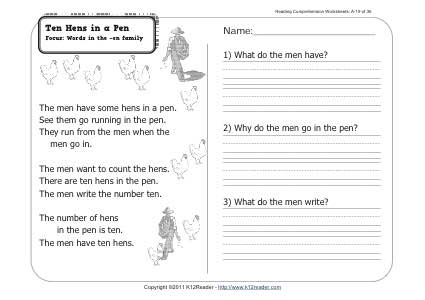 Reading Comprehension Worksheets: A-19 of 36
Ten Hens in a Pen
Focus: Words in the -en family
The men have some hens in a pen.
See them go running in the pen.
They run from the men when the
men go in.
The men want to count the hens.
There are ten hens in the pen.
The men write the number ten.
The number of hens
in the pen is ten.
The men have ten hens.
Name:
1) What do the men have?
2) Why do the men go in the pen?
3) What do the men write?
Copyright ©2011 K12Reader - http://www.k12reader.com